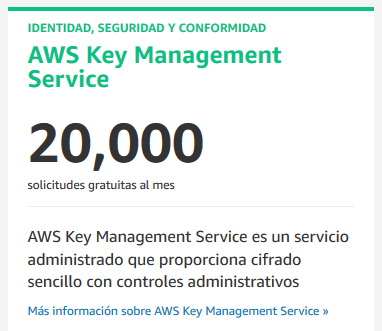 IDENTIDAD, SEGURIDAD Y CONFORMIDAD
AWS Key Management
Service
20,000
solicitudes gratuitas al mes
AWS Key Management Service es un servicio
administrado que proporciona cifrado
sencillo con controles administrativos
Más información sobre AWS Key Management Service »